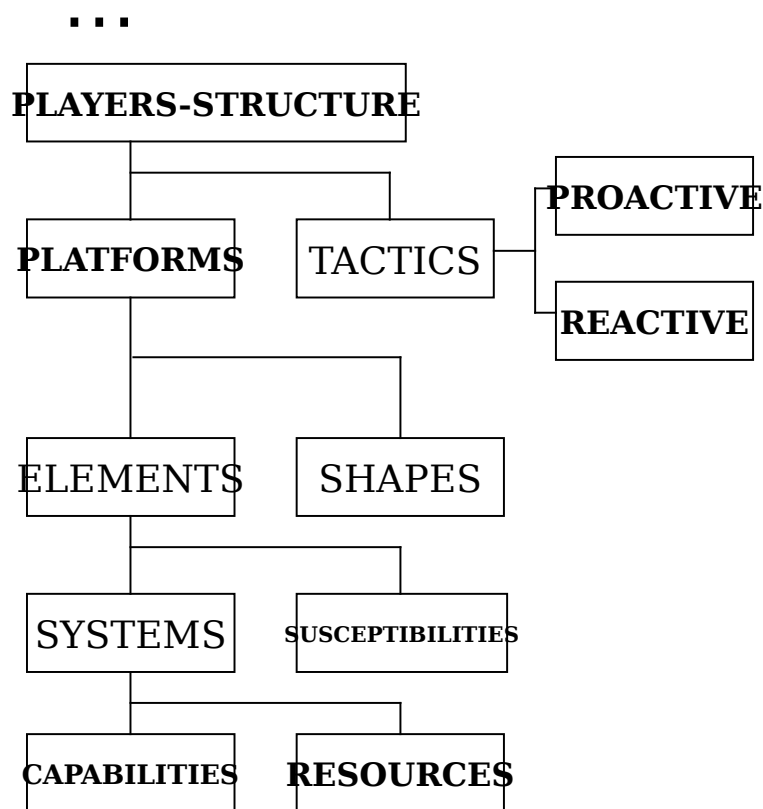 ...
PLAYERS-STRUCTURE
PROACTIVE
PLATFORMS
TACTICS
REACTIVE
ELEMENTS
SHAPES
SYSTEMS
SUSCEPTIBILITIES
CAPABILITIES
RESOURCES